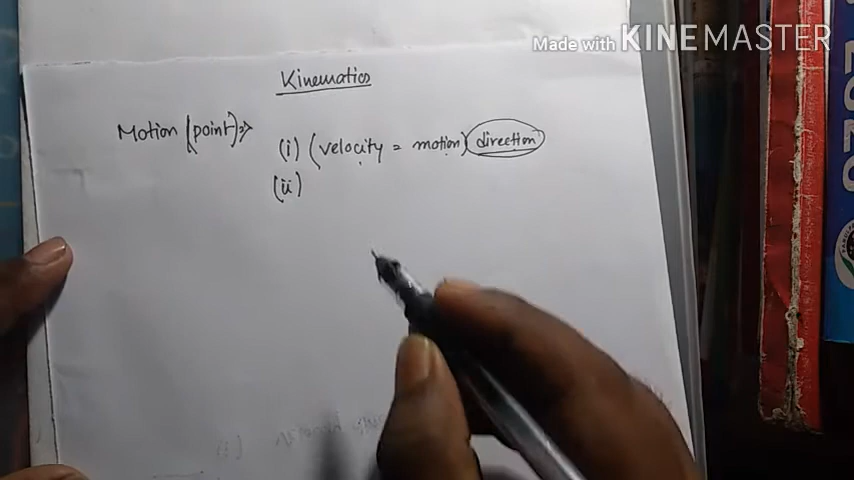 Made with KINEMASTER
Kinematics
Motion (point) =>
(i) (velocity = motion) direction
(ii)